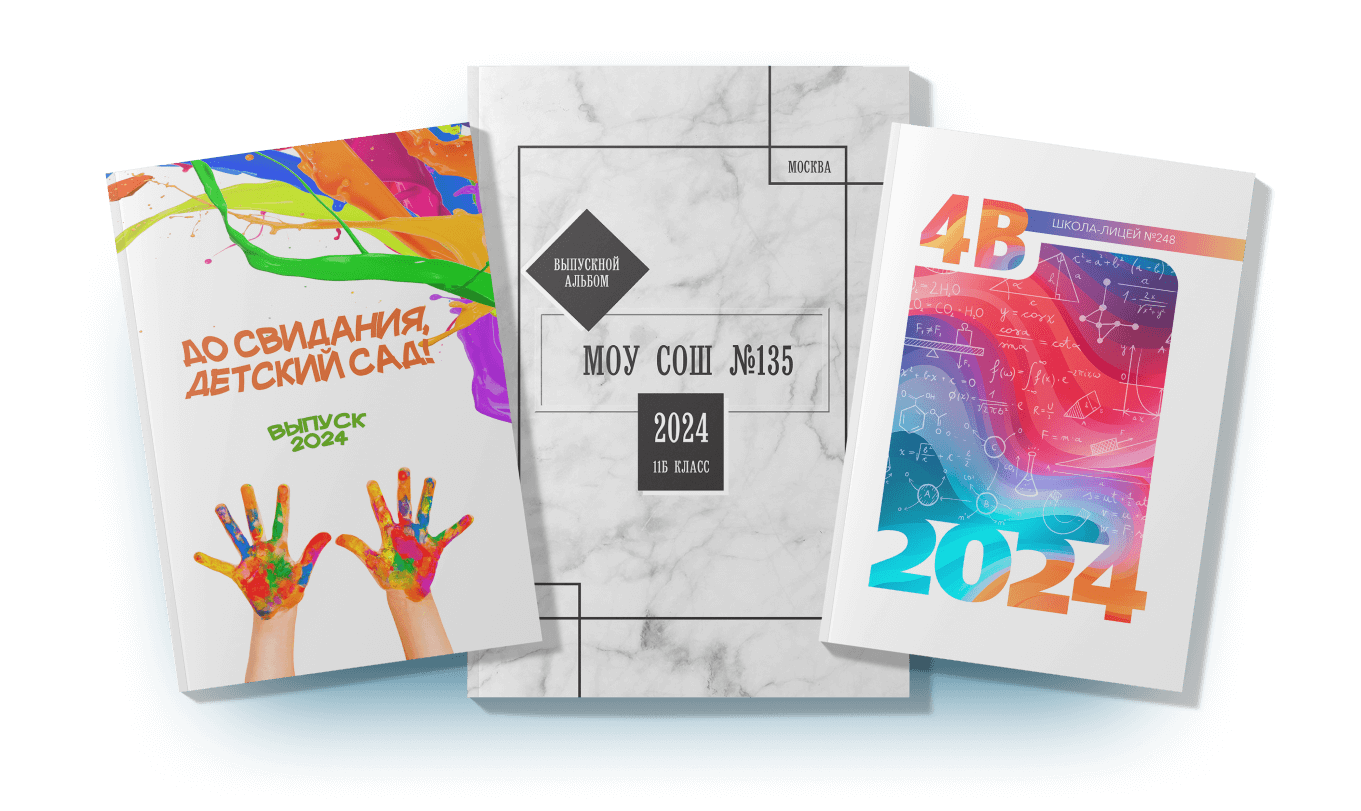 ДО СВИДАНИЯ,
ДЕТСКИЙ САД!
ВЫПУСК
2024
МОСКВА
ВЫПУСКНОЙ
АЛЬБОМ
МОУ СОШ №135
2024
11Б КЛАСС
4В
ШКОЛА-ЛИЦЕЙ №248
2024